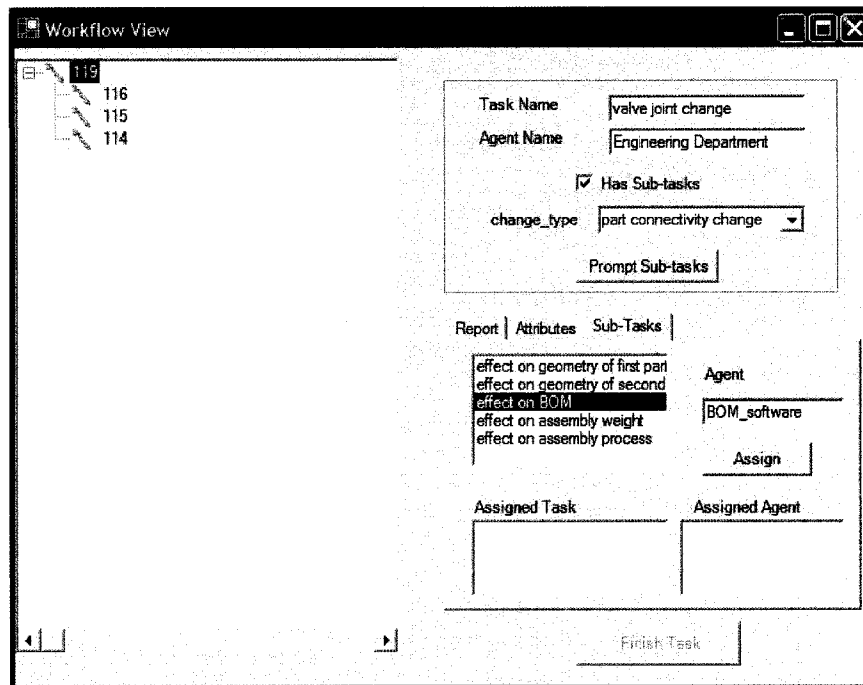 Workflow View
119
116
115
114
Task Name
valve joint change
Agent Name
Engineering Department
Has Sub-tasks
change_type
part connectivity change
Prompt Sub-tasks
Report
Attributes
Sub-Tasks
effect on geometry of first part
effect on geometry of second
effect on BOM
effect on assembly weight
effect on assembly process
Agent
BOM_software
Assign
Assigned Task
Assigned Agent
Finish Task